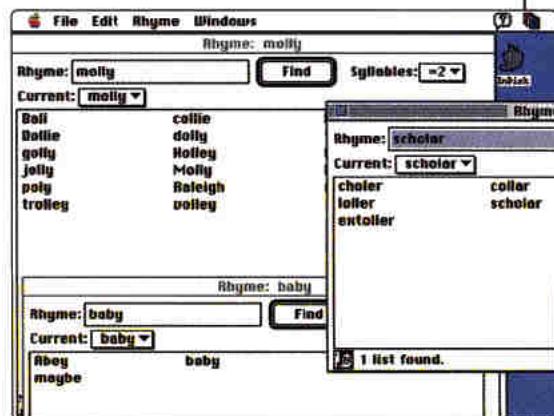 File Edit Rhyme Windows
Rhyme: molly
Rhyme: molly Find Syllables: =2
Current: molly
Bali collie
Dollie dolly
golly Holley
jolly Molly
poly Raleigh
trolley volley
Rhyme: baby
Rhyme: baby Find
Current: baby
Abey baby
maybe
Rhyme
Rhyme: scholar
Current: scholar
choler collar
loller scholar
extoller
1 list found.